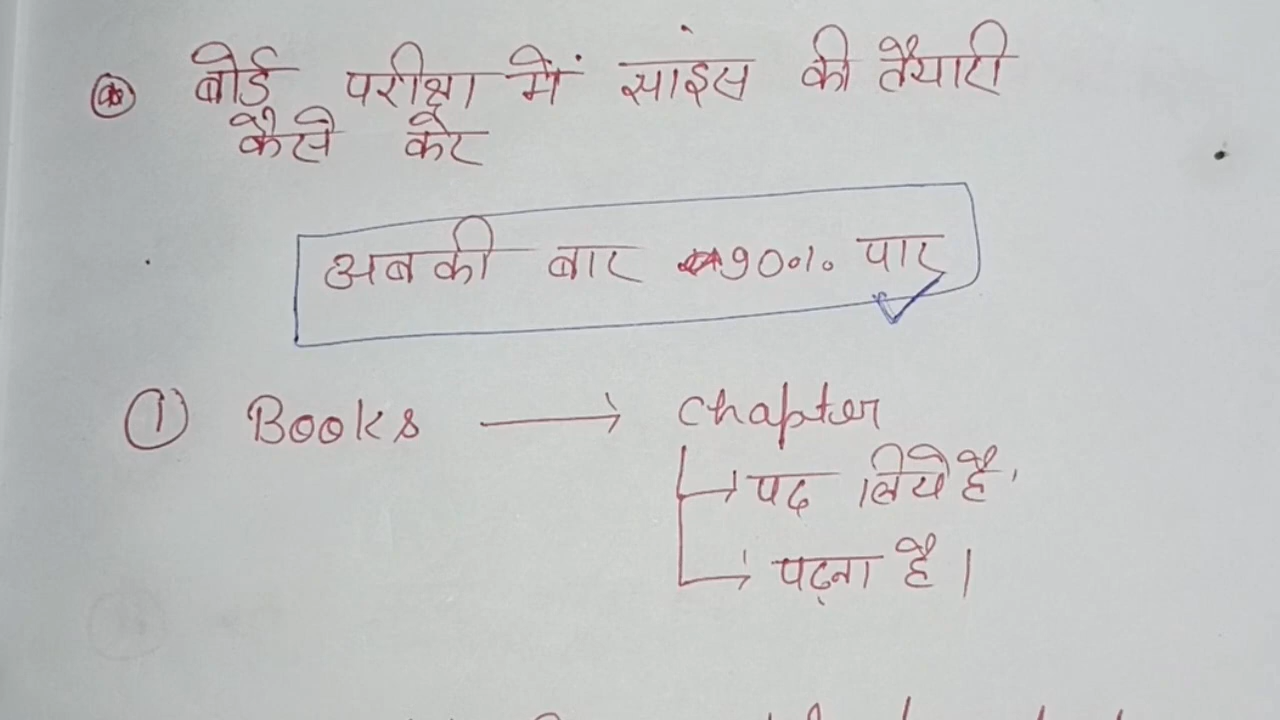 बोर्ड परीक्षा में साइंस की तैयारी
कैसे करे
अबकी बार 90% पार
① Books → chapter
→ पढ लिये है
→ पढ़ना है।